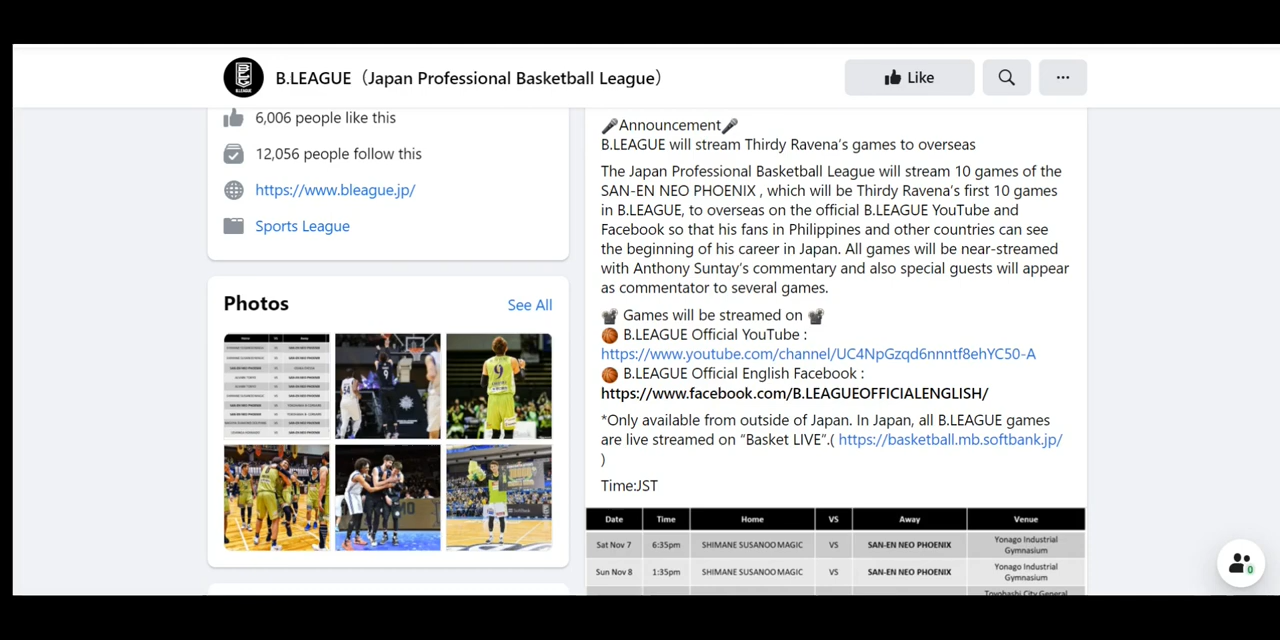 B.LEAGUE（Japan Professional Basketball League）
Like
6,006 people like this
12,056 people follow this
https://www.bleague.jp/
Sports League
Photos
See All
🎤Announcement🎤
B.LEAGUE will stream Thirdy Ravena's games to overseas
The Japan Professional Basketball League will stream 10 games of the
SAN-EN NEO PHOENIX , which will be Thirdy Ravena's first 10 games
in B.LEAGUE, to overseas on the official B.LEAGUE YouTube and
Facebook so that his fans in Philippines and other countries can see
the beginning of his career in Japan. All games will be near-streamed
with Anthony Suntay's commentary and also special guests will appear
as commentator to several games.
📽 Games will be streamed on 📽
🏀 B.LEAGUE Official YouTube :
https://www.youtube.com/channel/UC4NpGzqd6nnntf8ehYC50-A
🏀 B.LEAGUE Official English Facebook :
https://www.facebook.com/B.LEAGUEOFFICIALENGLISH/
*Only available from outside of Japan. In Japan, all B.LEAGUE games
are live streamed on "Basket LIVE".( https://basketball.mb.softbank.jp/
)
Time:JST
Date Time Home VS Away Venue
Sat Nov 7 6:35pm SHIMANE SUSANOO MAGIC VS SAN-EN NEO PHOENIX Yonago Industrial
Gymnasium
Sun Nov 8 1:35pm SHIMANE SUSANOO MAGIC VS SAN-EN NEO PHOENIX Yonago Industrial
Gymnasium
Toyohashi City General
0